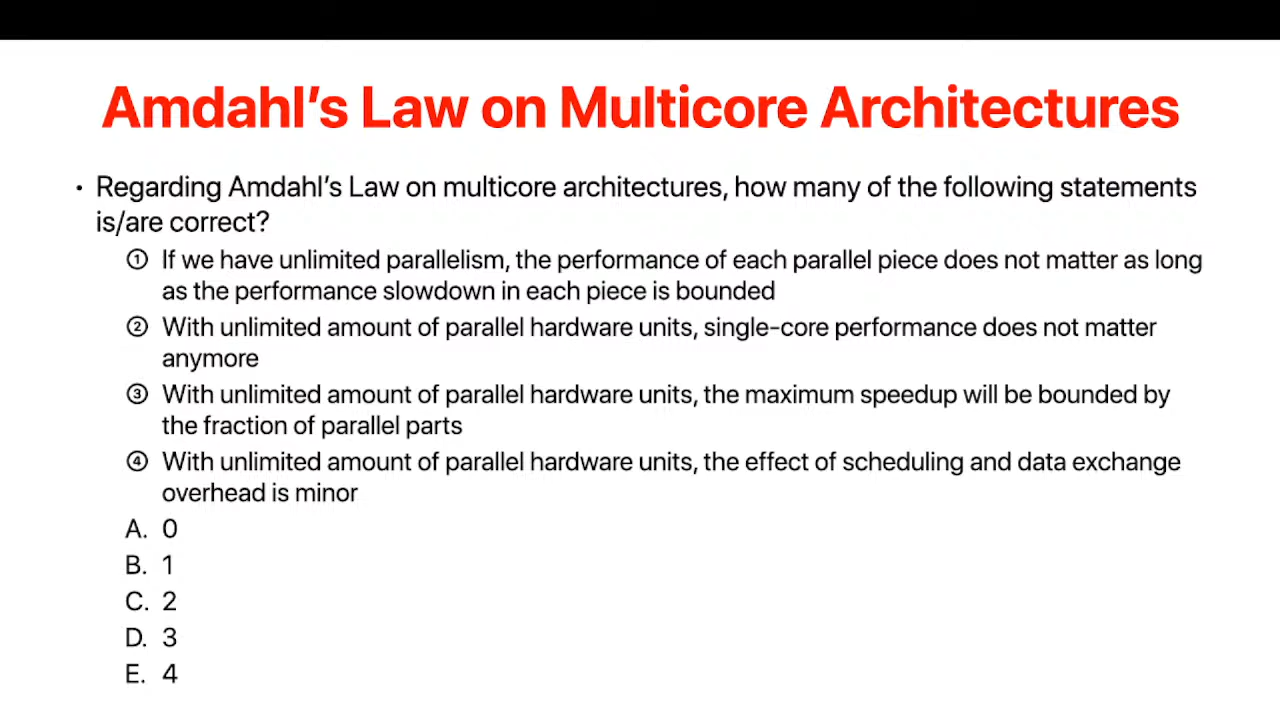 Amdahl’s Law on Multicore Architectures
• Regarding Amdahl’s Law on multicore architectures, how many of the following statements
is/are correct?
① If we have unlimited parallelism, the performance of each parallel piece does not matter as long
as the performance slowdown in each piece is bounded
② With unlimited amount of parallel hardware units, single-core performance does not matter
anymore
③ With unlimited amount of parallel hardware units, the maximum speedup will be bounded by
the fraction of parallel parts
④ With unlimited amount of parallel hardware units, the effect of scheduling and data exchange
overhead is minor
A. 0
B. 1
C. 2
D. 3
E. 4